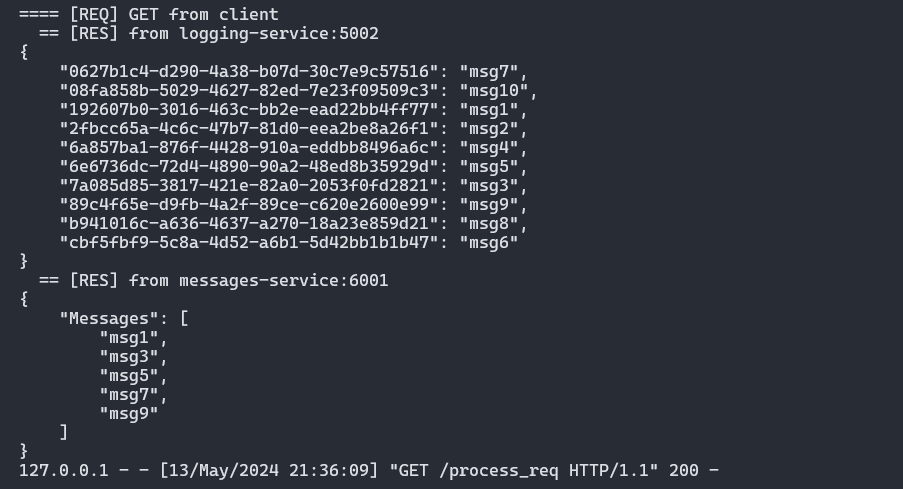 ==== [REQ] GET from client
  == [RES] from logging-service:5002
{
    "0627b1c4-d290-4a38-b07d-30c7e9c57516": "msg7",
    "08fa858b-5029-4627-82ed-7e23f09509c3": "msg10",
    "192607b0-3016-463c-bb2e-ead22bb4ff77": "msg1",
    "2fbcc65a-4c6c-47b7-81d0-eea2be8a26f1": "msg2",
    "6a857ba1-876f-4428-910a-eddbb8496a6c": "msg4",
    "6e6736dc-72d4-4890-90a2-48ed8b35929d": "msg5",
    "7a085d85-3817-421e-82a0-2053f0fd2821": "msg3",
    "89c4f65e-d9fb-4a2f-89ce-c620e2600e99": "msg9",
    "b941016c-a636-4637-a270-18a23e859d21": "msg8",
    "cbf5fbf9-5c8a-4d52-a6b1-5d42bb1b1b47": "msg6"
}
  == [RES] from messages-service:6001
{
    "Messages": [
        "msg1",
        "msg3",
        "msg5",
        "msg7",
        "msg9"
    ]
}
127.0.0.1 - - [13/May/2024 21:36:09] "GET /process_req HTTP/1.1" 200 -